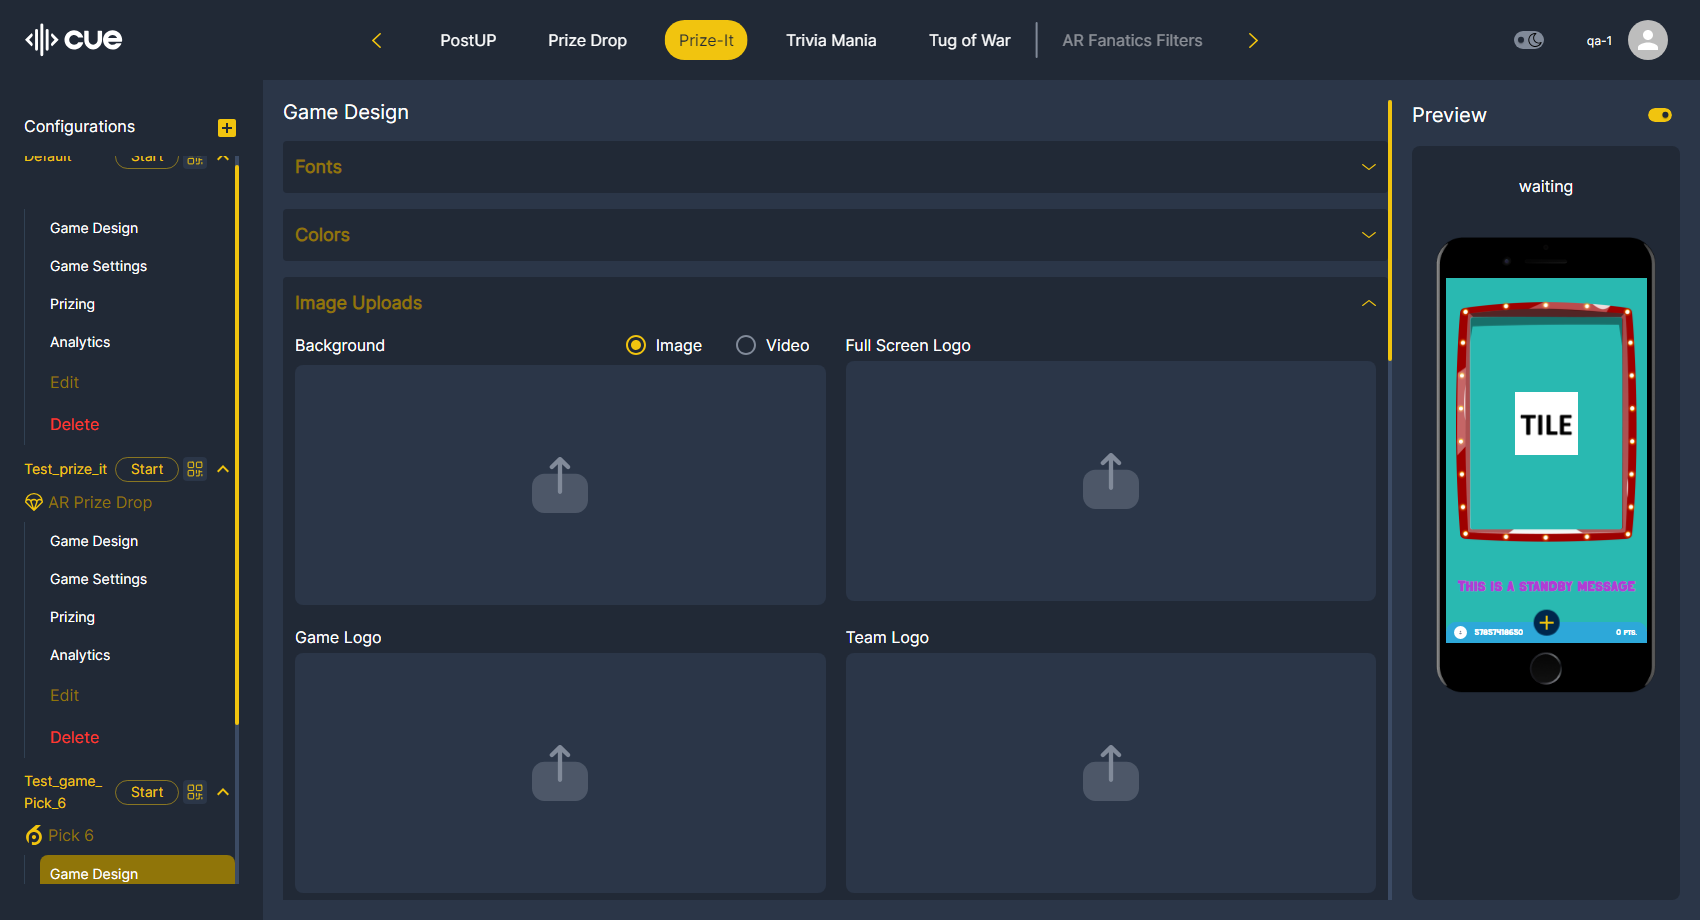 cue
PostUP
Prize Drop
Prize-It
Trivia Mania
Tug of War
AR Fanatics Filters
qa-1
Configurations
Default
Start
Game Design
Game Settings
Prizing
Analytics
Edit
Delete
Test_prize_it
Start
AR Prize Drop
Game Design
Game Settings
Prizing
Analytics
Edit
Delete
Test_game_
Pick_6
Start
Pick 6
Game Design
Game Design
Fonts
Colors
Image Uploads
Background
Image
Video
Full Screen Logo
Game Logo
Team Logo
Preview
waiting
TILE
THIS IS A STANDBY MESSAGE
0 PTS.